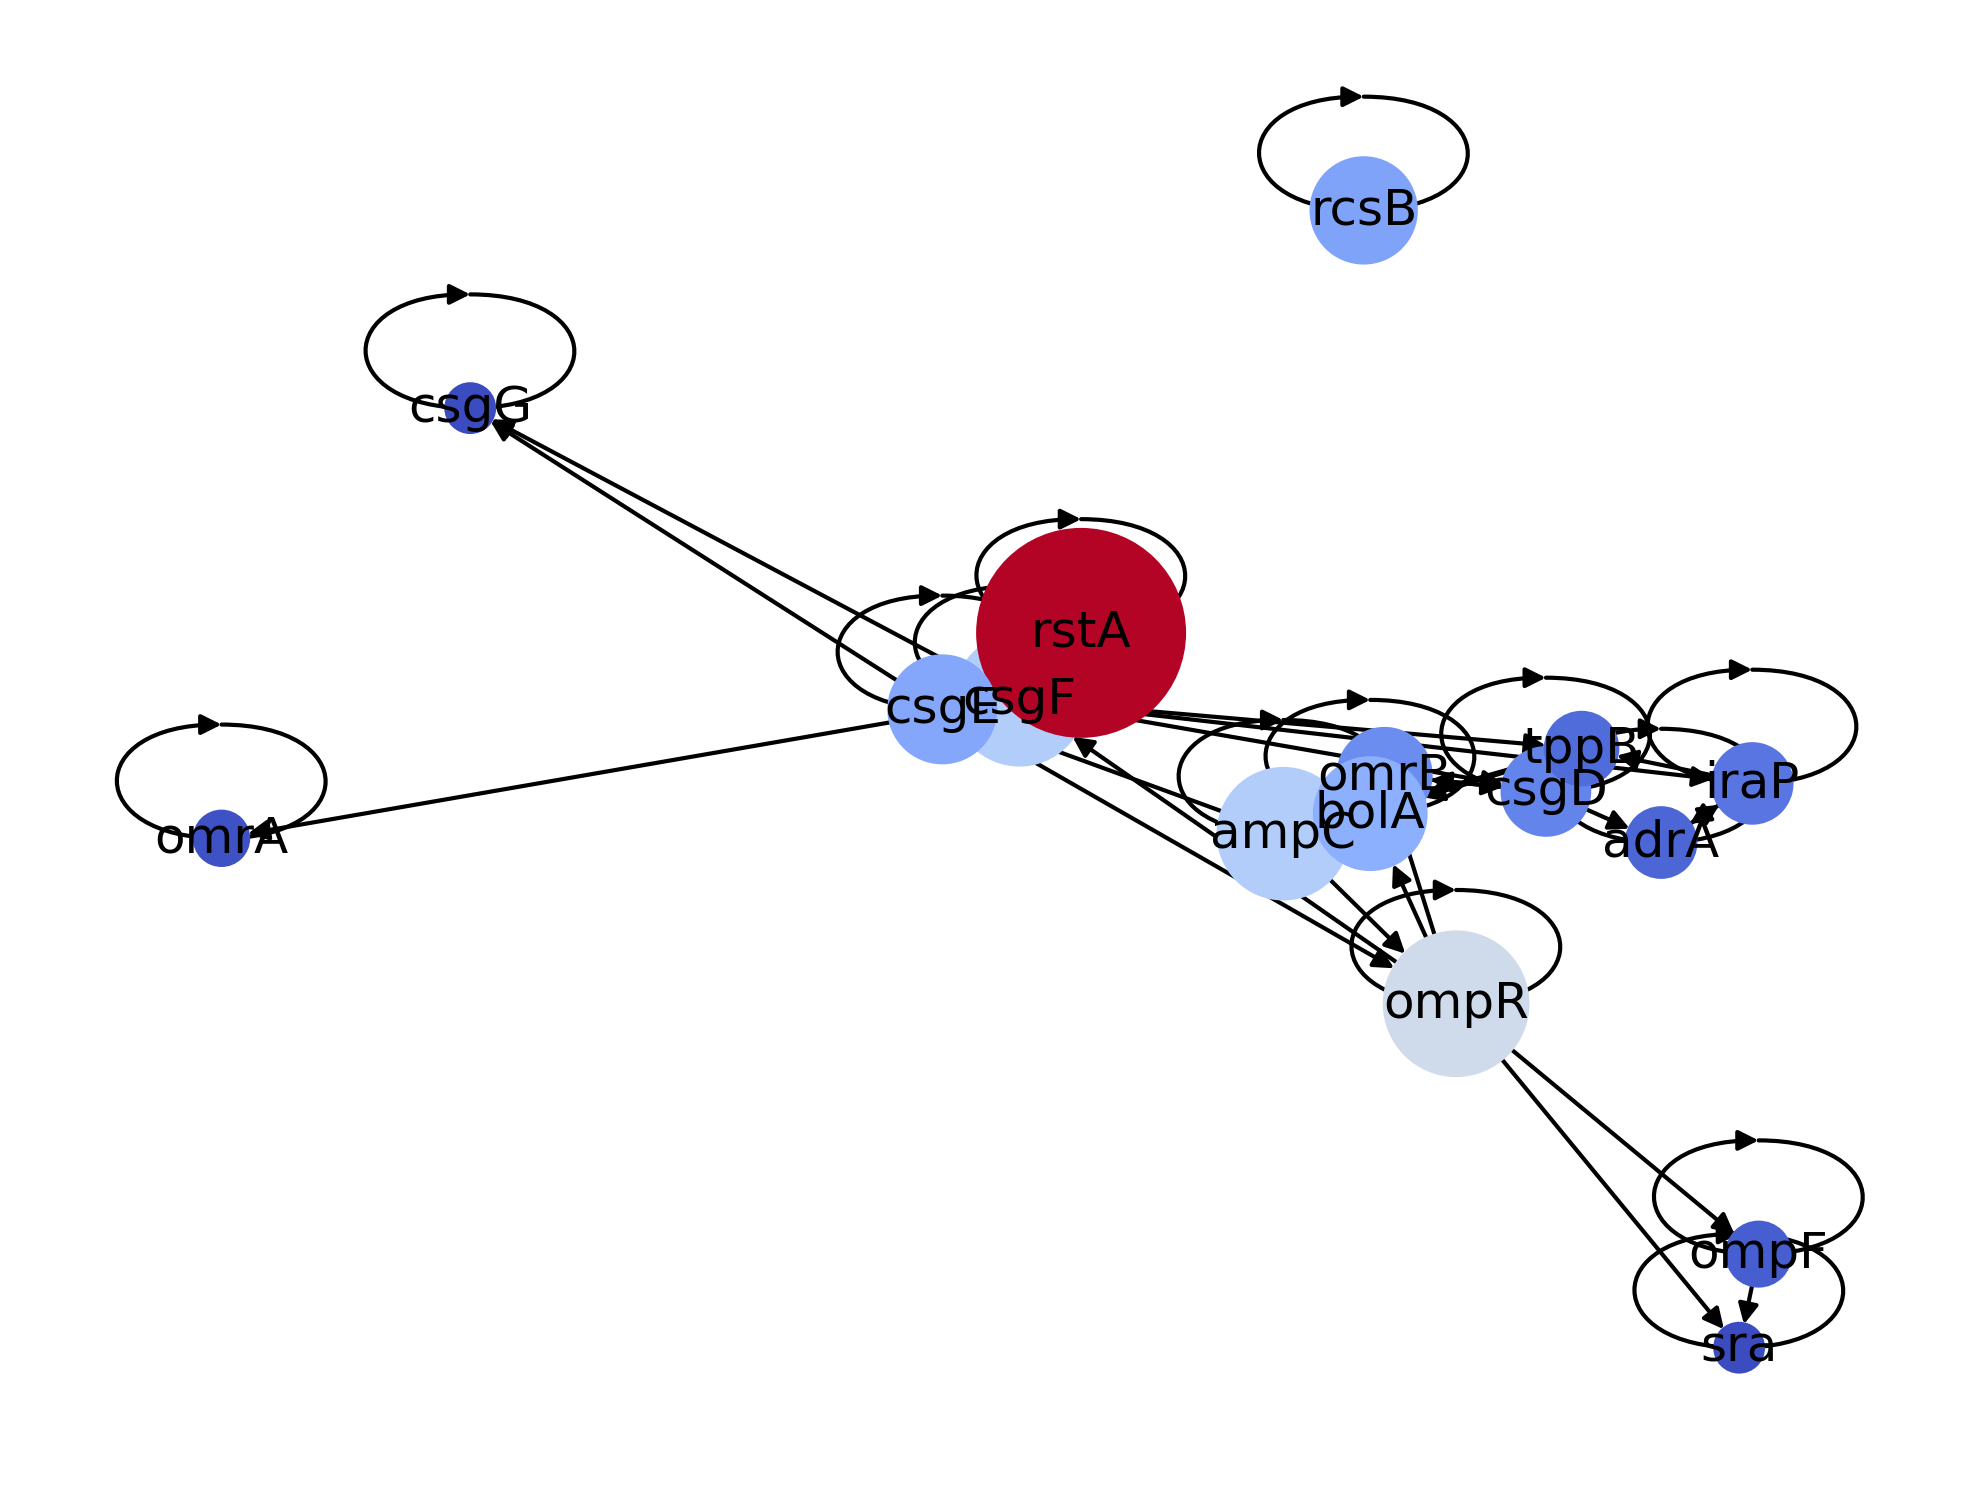 rcsB
csgG
rstA
csgF
csgE
tppB
omrB
iraP
csgD
bolA
ampC
omrA
adrA
ompR
ompF
sra